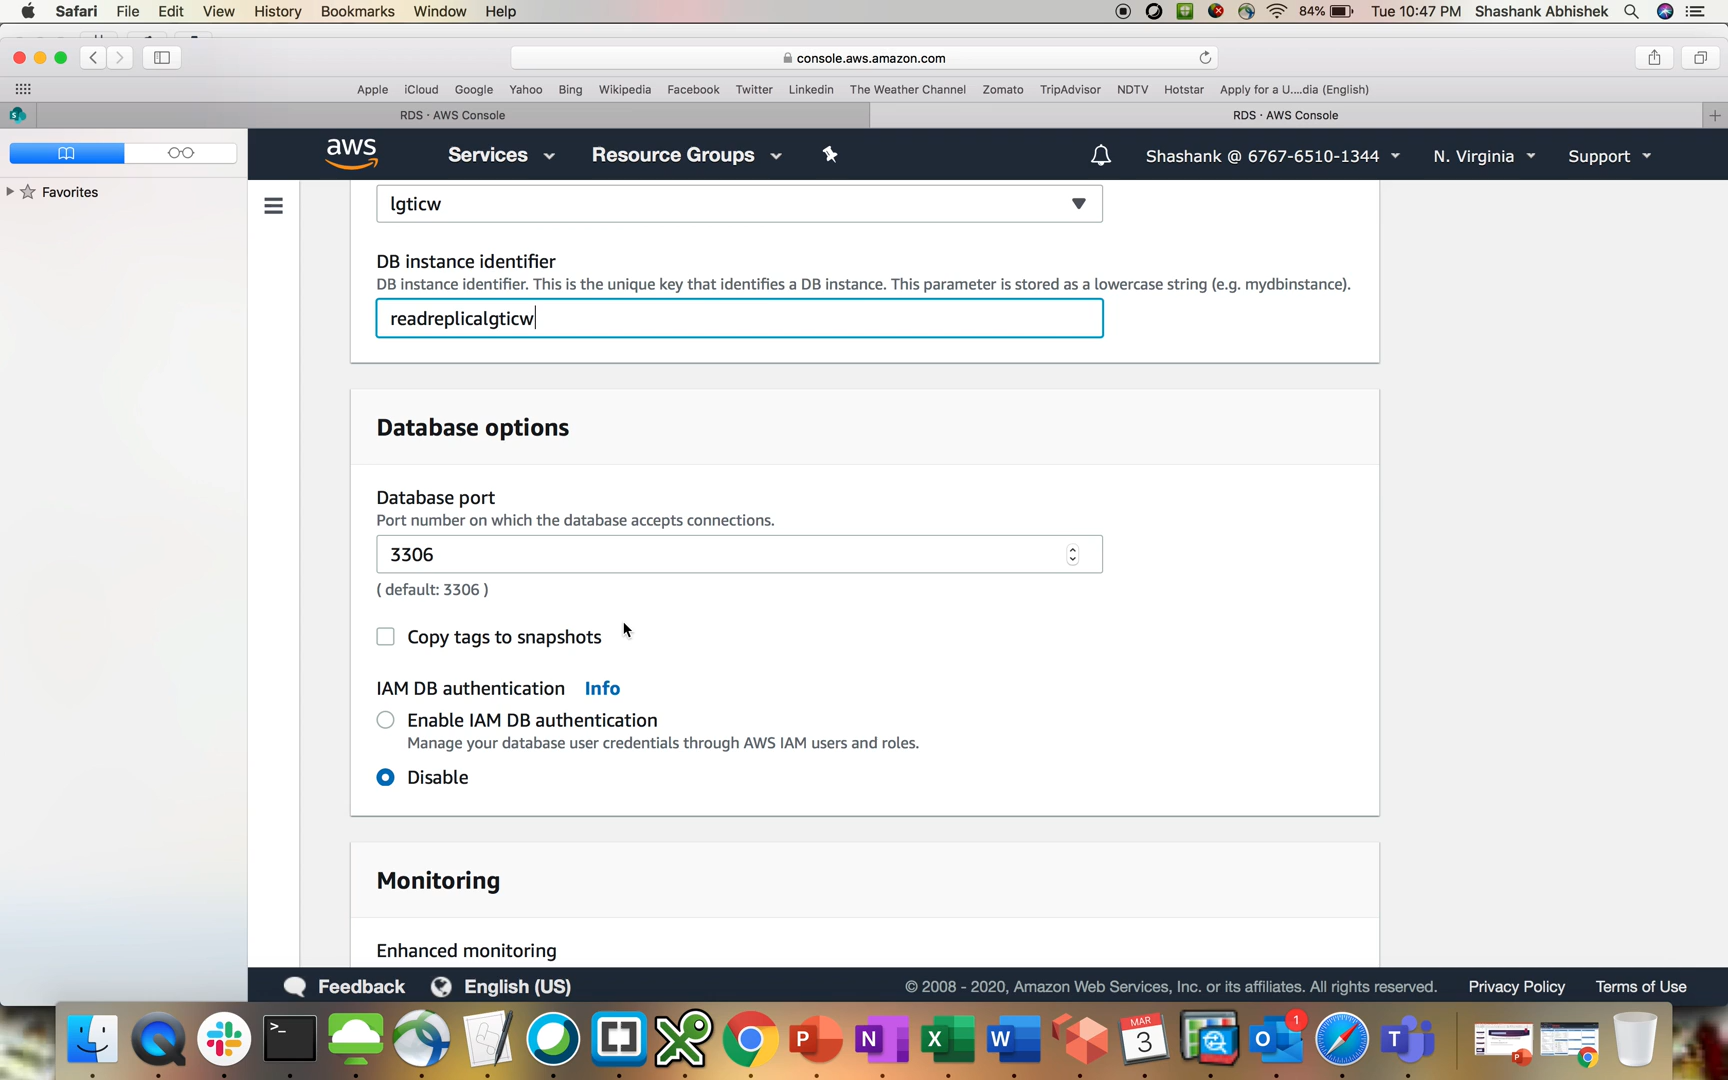 Safari File Edit View History Bookmarks Window Help 84% Tue 10:47 PM Shashank Abhishek
console.aws.amazon.com
Apple iCloud Google Yahoo Bing Wikipedia Facebook Twitter Linkedin The Weather Channel Zomato TripAdvisor NDTV Hotstar Apply for a U....dia (English)
S RDS · AWS Console RDS · AWS Console +
aws Services Resource Groups Shashank @ 6767-6510-1344 N. Virginia Support
Favorites
lgticw
DB instance identifier
DB instance identifier. This is the unique key that identifies a DB instance. This parameter is stored as a lowercase string (e.g. mydbinstance).
readreplicalgticw
Database options
Database port
Port number on which the database accepts connections.
3306
( default: 3306 )
Copy tags to snapshots
IAM DB authentication Info
Enable IAM DB authentication
Manage your database user credentials through AWS IAM users and roles.
Disable
Monitoring
Enhanced monitoring
Feedback English (US) © 2008 - 2020, Amazon Web Services, Inc. or its affiliates. All rights reserved. Privacy Policy Terms of Use
>_ P N X W MAR 3 O 1 T P